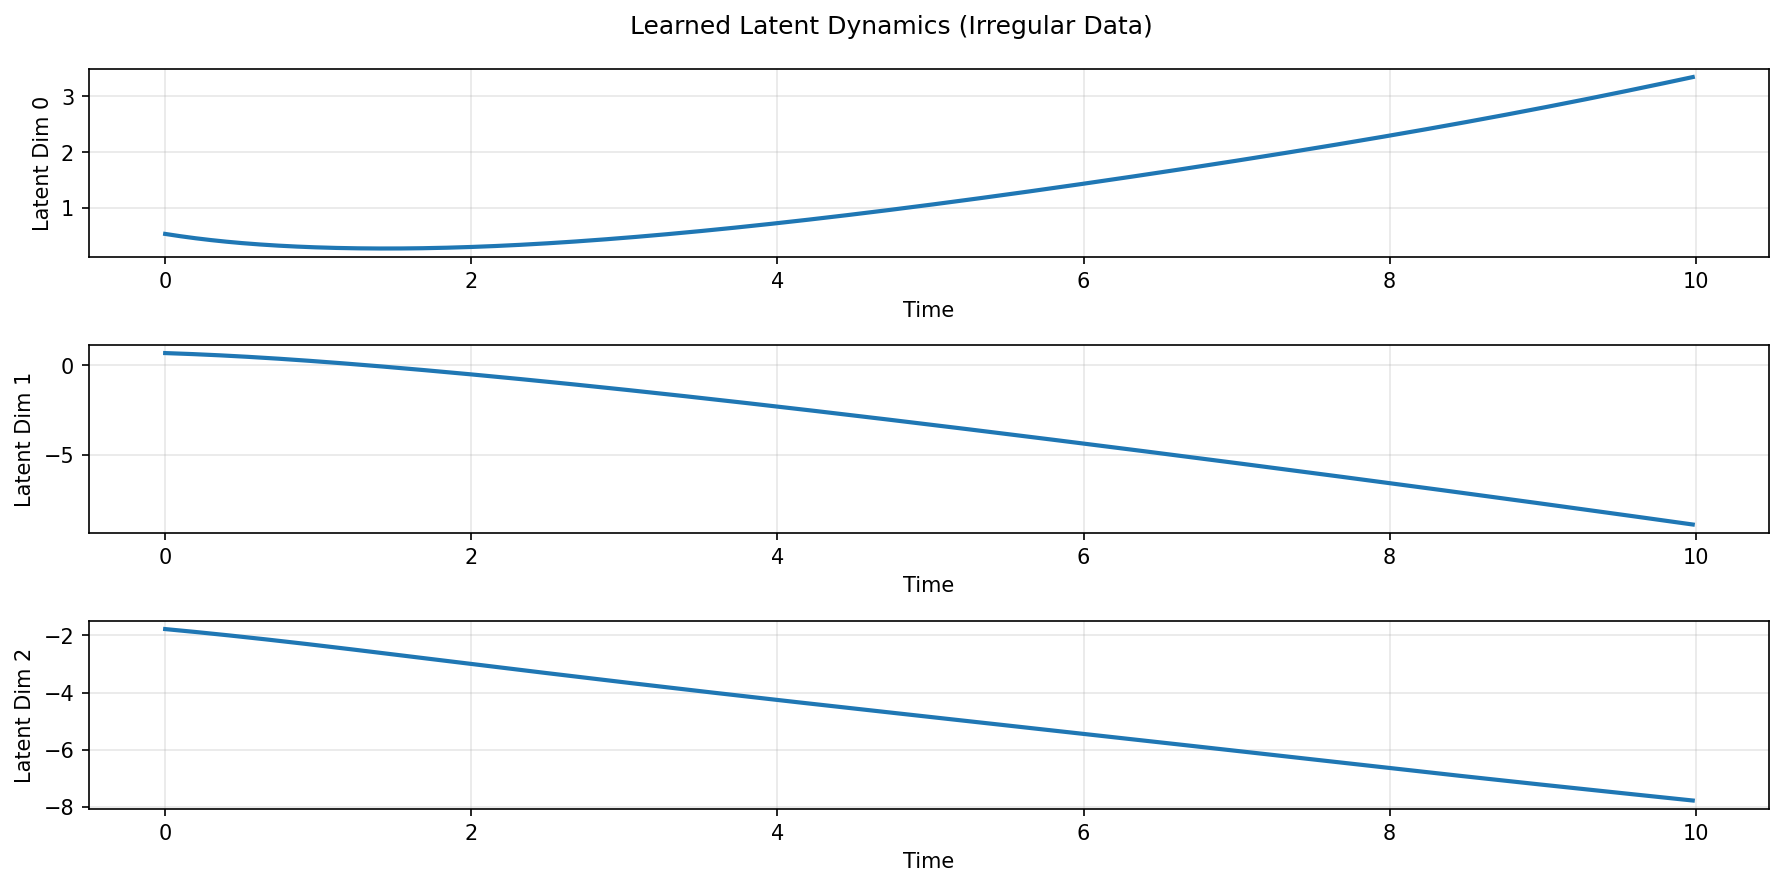 Learned Latent Dynamics (Irregular Data)
Latent Dim 0
3
2
1
0 2 4 6 8 10
Time
Latent Dim 1
0
−5
0 2 4 6 8 10
Time
Latent Dim 2
−2
−4
−6
−8
0 2 4 6 8 10
Time